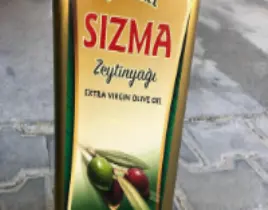 SIZMA
Zeytinyağı
EXTRA VIRGIN OLIVE OIL